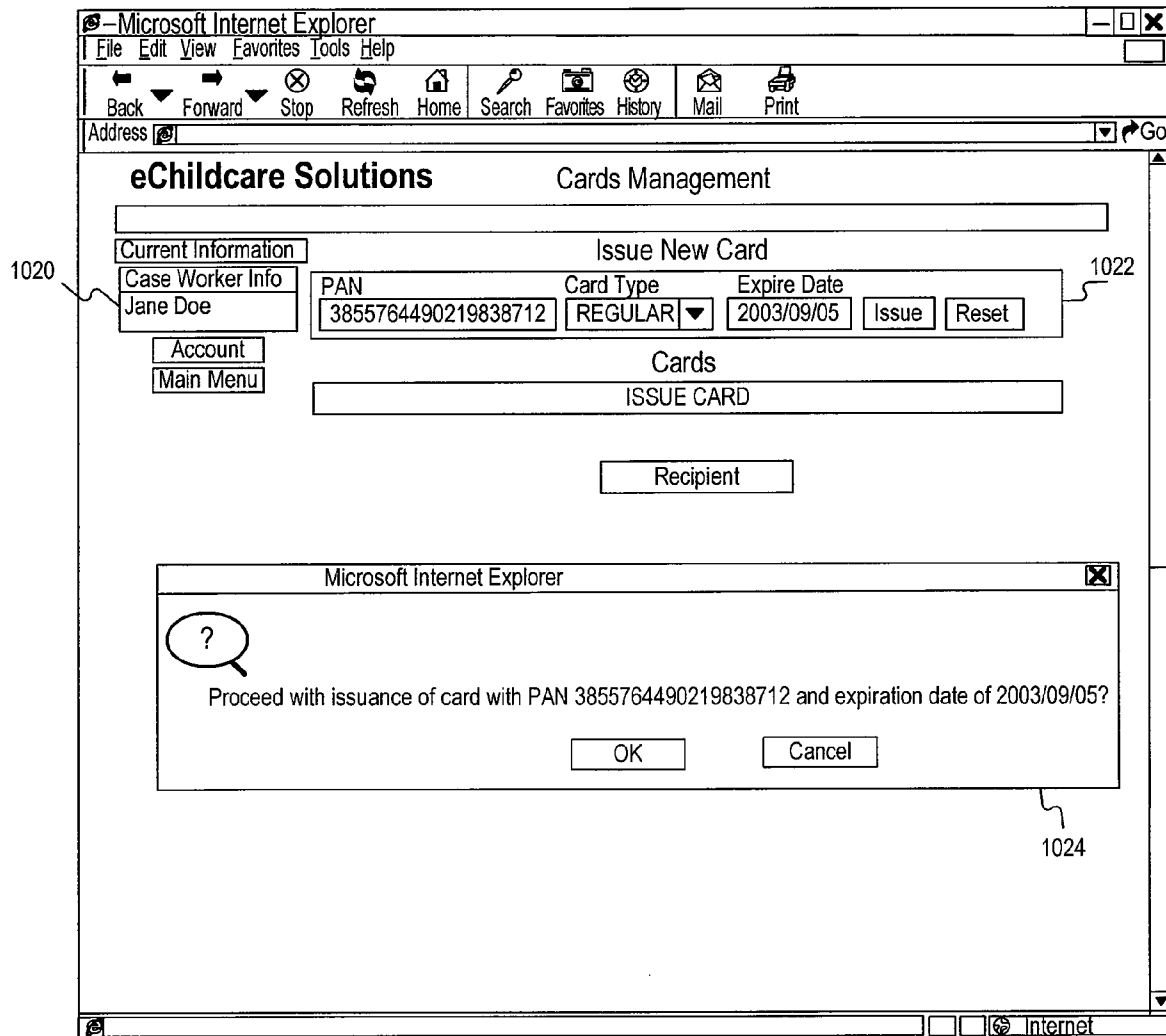 –Microsoft Internet Explorer
File Edit View Favorites Tools Help
Back Forward Stop Refresh Home Search Favorites History Mail Print
Address Go
eChildcare Solutions Cards Management
Current Information Issue New Card
1020 Case Worker Info PAN Card Type Expire Date 1022
Jane Doe 3855764490219838712 REGULAR 2003/09/05 Issue Reset
Account Cards
Main Menu ISSUE CARD
Recipient
Microsoft Internet Explorer
?
Proceed with issuance of card with PAN 3855764490219838712 and expiration date of 2003/09/05?
OK Cancel
1024
Internet